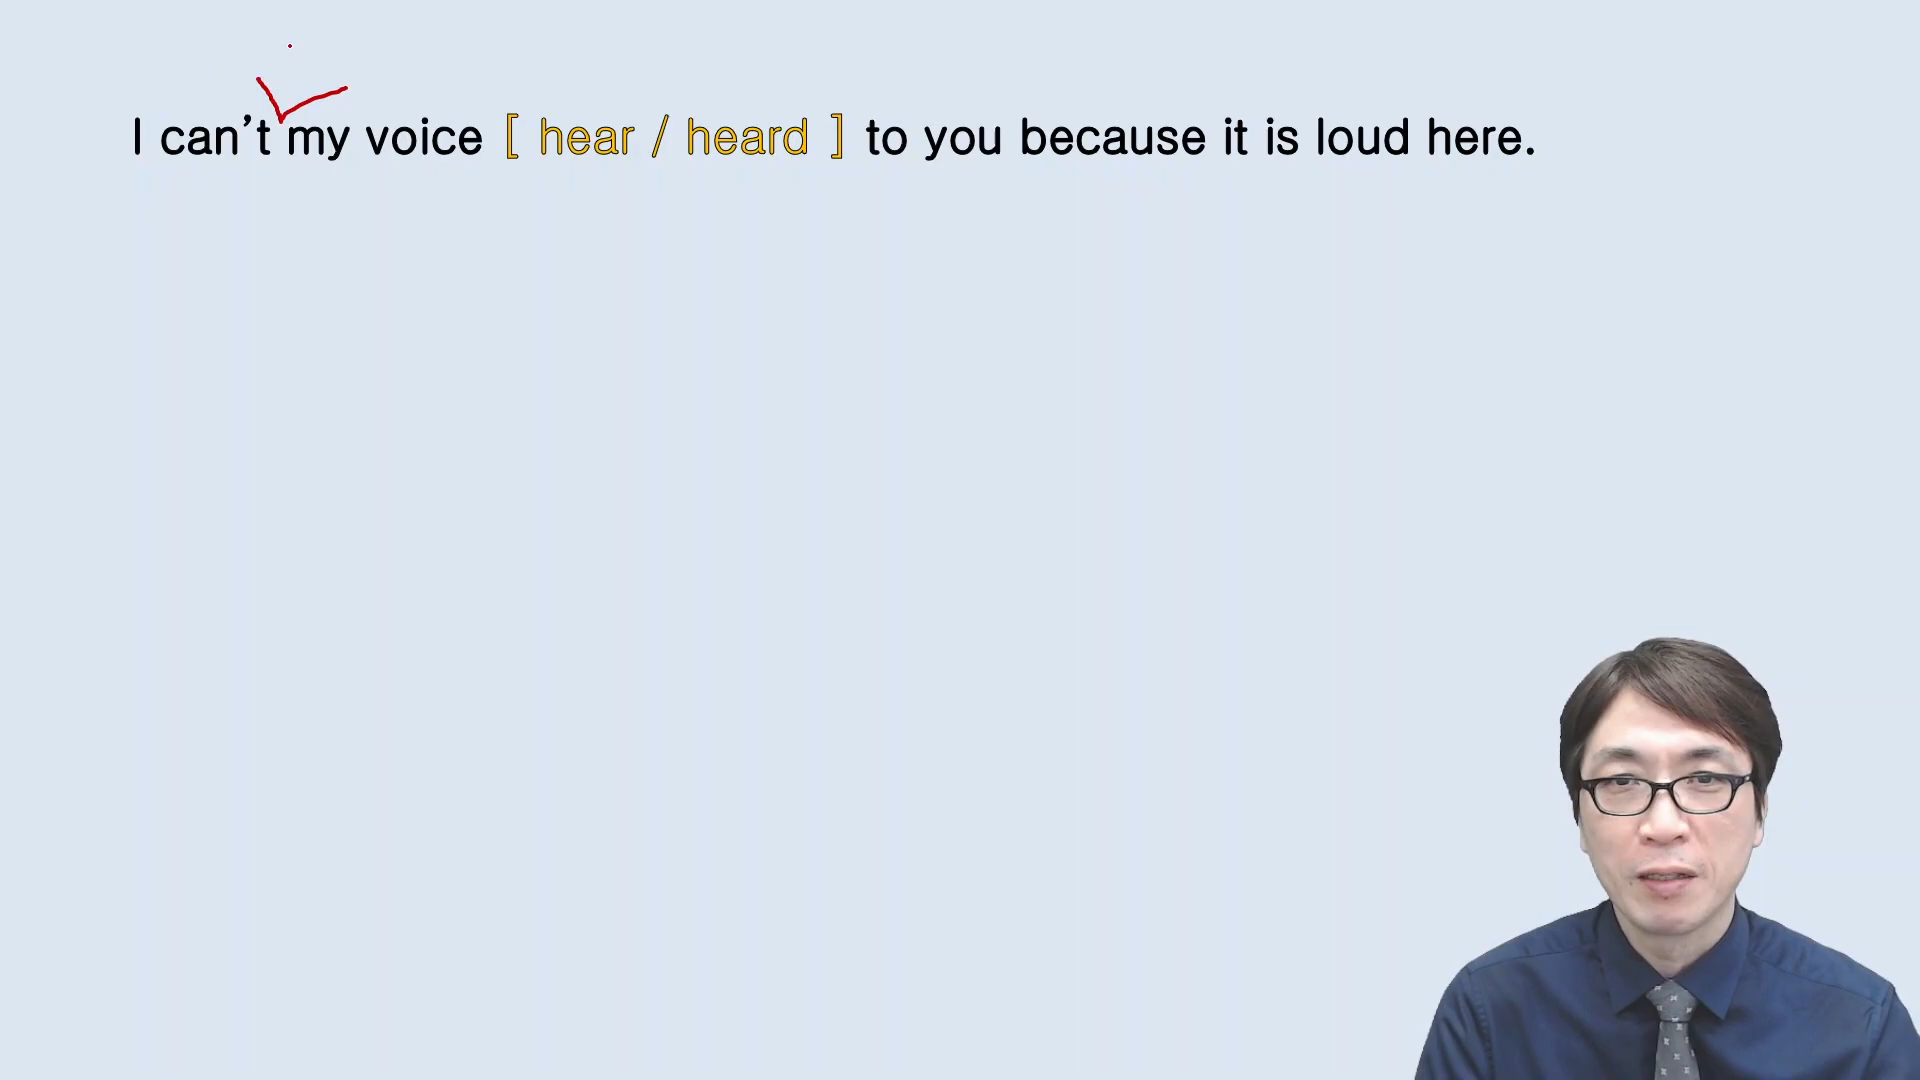 I can’t my voice [ hear / heard ] to you because it is loud here.